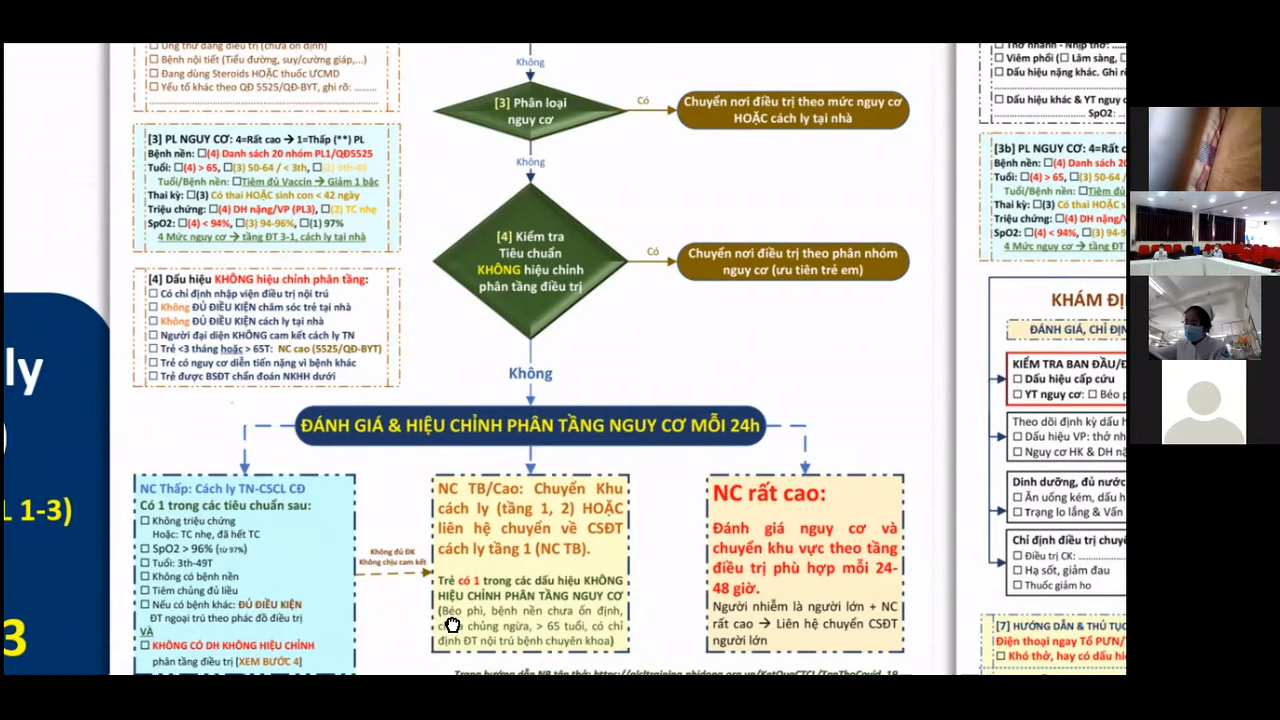 ly
L 1-3)
3
Ung thư đang điều trị (chưa ổn định)
☐ Bệnh nội tiết (Tiểu đường, suy/cường giáp,...)
☐ Đang dùng Steroids HOẶC thuốc ƯCMD
☐ Yếu tố khác theo QĐ 5525/QĐ-BYT, ghi rõ: ………
[3] PL NGUY CƠ: 4=Rất cao → 1=Thấp (**) PL
Bệnh nền: ☐(4) Danh sách 20 nhóm PL1/QĐ5525
Tuổi: ☐(4) > 65, ☐(3) 50-64 / < 3th, ☐(2) 3th-49
Tuổi/Bệnh nền: ☐Tiêm đủ Vaccin → Giảm 1 bậc
Thai kỳ: ☐(3) Có thai HOẶC sinh con < 42 ngày
Triệu chứng: ☐(4) DH nặng/VP (PL3), ☐(2) TC nhẹ
SpO2: ☐(4) < 94%, ☐(3) 94-96%, ☐(1) 97%
4 Mức nguy cơ → tầng ĐT 3-1, cách ly tại nhà
[4] Dấu hiệu KHÔNG hiệu chỉnh phân tầng:
☐ Có chỉ định nhập viện điều trị nội trú
☐ Không ĐỦ ĐIỀU KIỆN chăm sóc trẻ tại nhà
☐ Không ĐỦ ĐIỀU KIỆN cách ly tại nhà
☐ Người đại diện KHÔNG cam kết cách ly TN
☐ Trẻ <3 tháng hoặc > 65T: NC cao (5525/QĐ-BYT)
☐ Trẻ có nguy cơ diễn tiến nặng vì bệnh khác
☐ Trẻ được BSĐT chẩn đoán NKHH dưới
Không
[3] Phân loại
nguy cơ
Có
Chuyển nơi điều trị theo mức nguy cơ
HOẶC cách ly tại nhà
Không
[4] Kiểm tra
Tiêu chuẩn
KHÔNG hiệu chỉnh
phân tầng điều trị
Có
Chuyển nơi điều trị theo phân nhóm
nguy cơ (ưu tiên trẻ em)
Không
ĐÁNH GIÁ & HIỆU CHỈNH PHÂN TẦNG NGUY CƠ MỖI 24h
NC Thấp: Cách ly TN-CSCL CĐ
Có 1 trong các tiêu chuẩn sau:
☐ Không triệu chứng
Hoặc: TC nhẹ, đã hết TC
☐ SpO2 > 96% (từ 97%)
☐ Tuổi: 3th-49T
☐ Không có bệnh nền
☐ Tiêm chủng đủ liều
☐ Nếu có bệnh khác: ĐỦ ĐIỀU KIỆN
ĐT ngoại trú theo phác đồ điều trị
VÀ
☐ KHÔNG CÓ DH KHÔNG HIỆU CHỈNH
phân tầng điều trị [XEM BƯỚC 4]
Không đủ ĐK
Không chịu cam kết
NC TB/Cao: Chuyển Khu
cách ly (tầng 1, 2) HOẶC
liên hệ chuyển về CSĐT
cách ly tầng 1 (NC TB).
Trẻ có 1 trong các dấu hiệu KHÔNG
HIỆU CHỈNH PHÂN TẦNG NGUY CƠ
(Béo phì, bệnh nền chưa ổn định,
chủng ngừa, > 65 tuổi, có chỉ
định ĐT nội trú bệnh chuyên khoa)
NC rất cao:
Đánh giá nguy cơ và
chuyển khu vực theo tầng
điều trị phù hợp mỗi 24-
48 giờ.
Người nhiễm là người lớn + NC
rất cao → Liên hệ chuyển CSĐT
người lớn
☐ Thở nhanh - Nhịp thở: ……
☐ Viêm phổi (☐ Lâm sàng, ☐
☐ Dấu hiệu nặng khác. Ghi rõ
☐ Dấu hiệu khác & YT nguy c
SpO2: ……
[3b] PL NGUY CƠ: 4=Rất c
Bệnh nền: ☐(4) Danh sách 20
Tuổi: ☐(4) > 65, ☐(3) 50-64 /
Tuổi/Bệnh nền: ☐Tiêm đủ
Thai kỳ: ☐(3) Có thai HOẶC s
Triệu chứng: ☐(4) DH nặng/V
SpO2: ☐(4) < 94%, ☐(3) 94-9
4 Mức nguy cơ → tầng ĐT
KHÁM ĐỊ
ĐÁNH GIÁ, CHỈ ĐỊN
KIỂM TRA BAN ĐẦU/Đ
☐ Dấu hiệu cấp cứu
☐ YT nguy cơ: ☐ Béo p
Theo dõi định kỳ dấu h
☐ Dấu hiệu VP: thở nh
☐ Nguy cơ HK & DH n
Dinh dưỡng, đủ nước
☐ Ăn uống kém, dấu h
☐ Trạng lo lắng & Vấn
Chỉ định điều trị chuyê
☐ Điều trị CK: ……
☐ Hạ sốt, giảm đau
☐ Thuốc giảm ho
[7] HƯỚNG DẪN & THỦ TỤC
Điện thoại ngay Tổ PƯN/
☐ Khó thở, hay có dấu hiệ